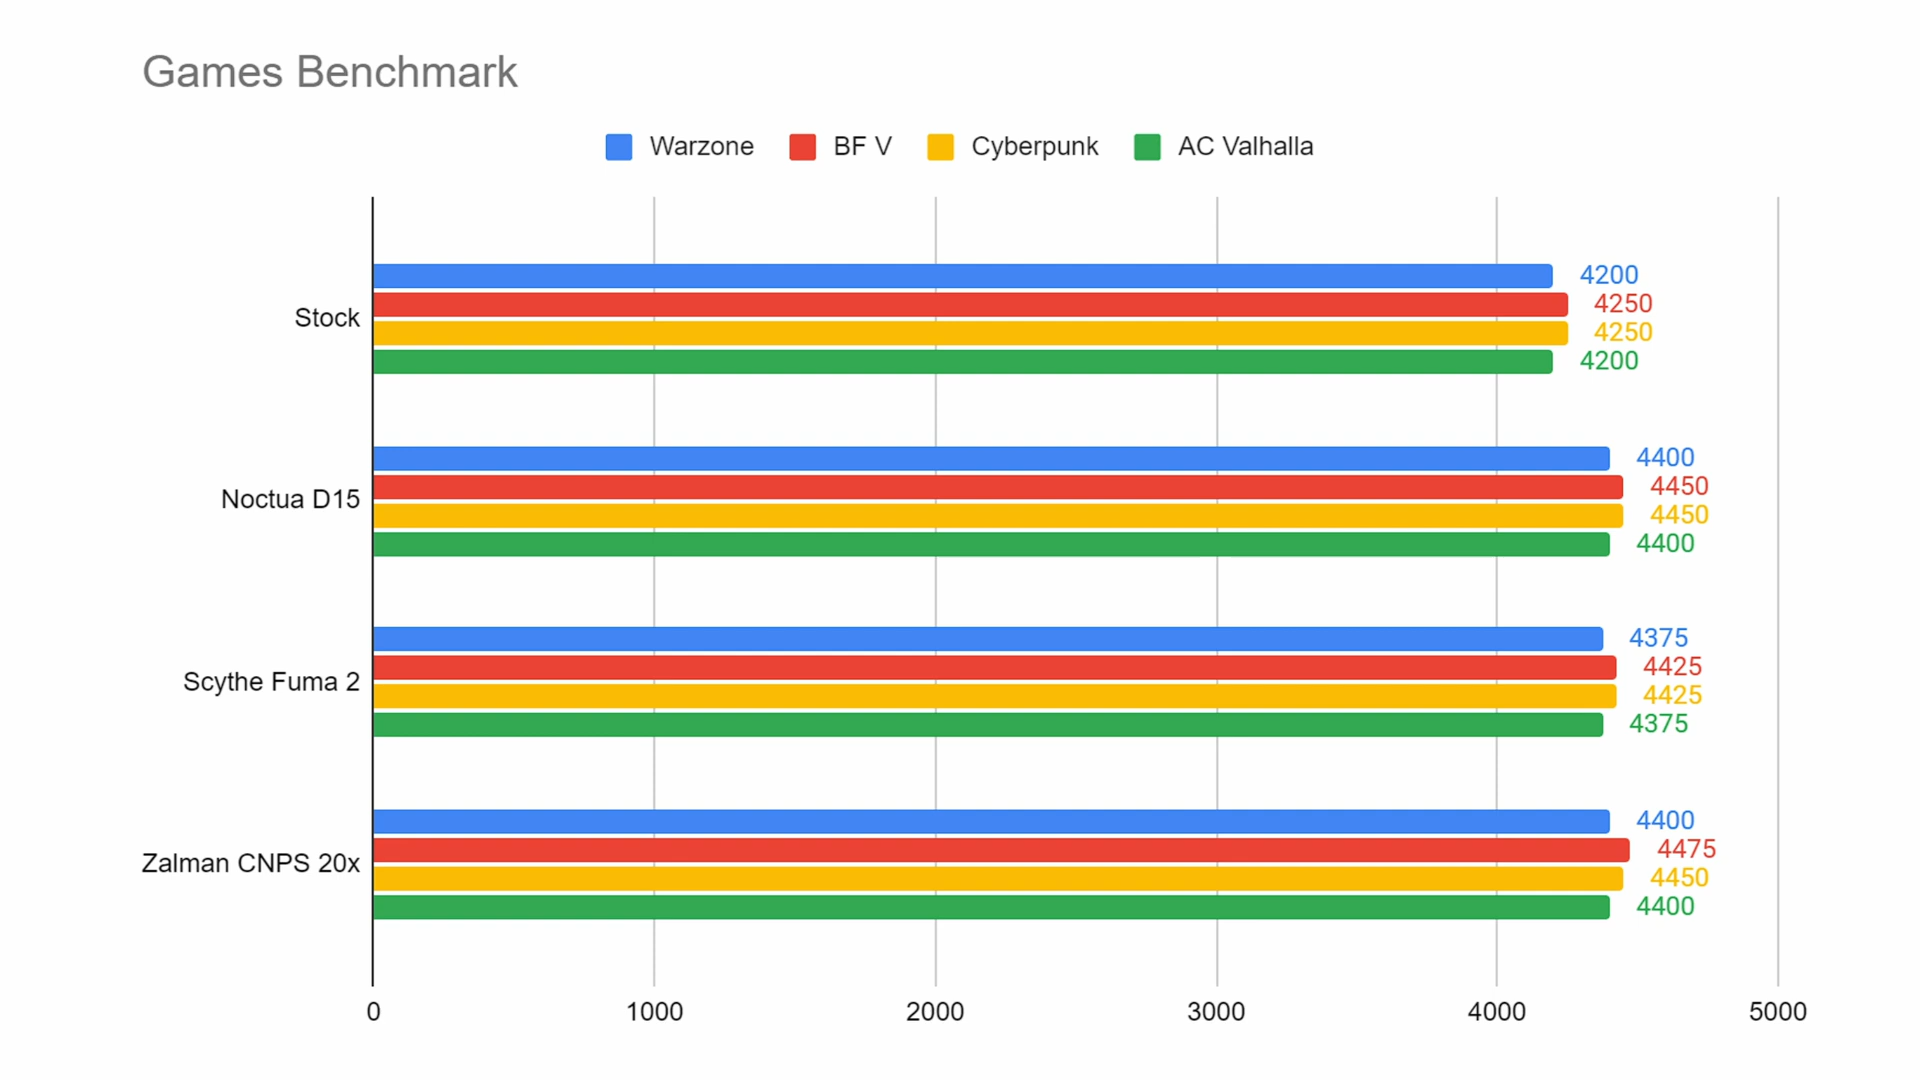 Games Benchmark
Warzone BF V Cyberpunk AC Valhalla
Stock
4200
4250
4250
4200
Noctua D15
4400
4450
4450
4400
Scythe Fuma 2
4375
4425
4425
4375
Zalman CNPS 20x
4400
4475
4450
4400
0 1000 2000 3000 4000 5000